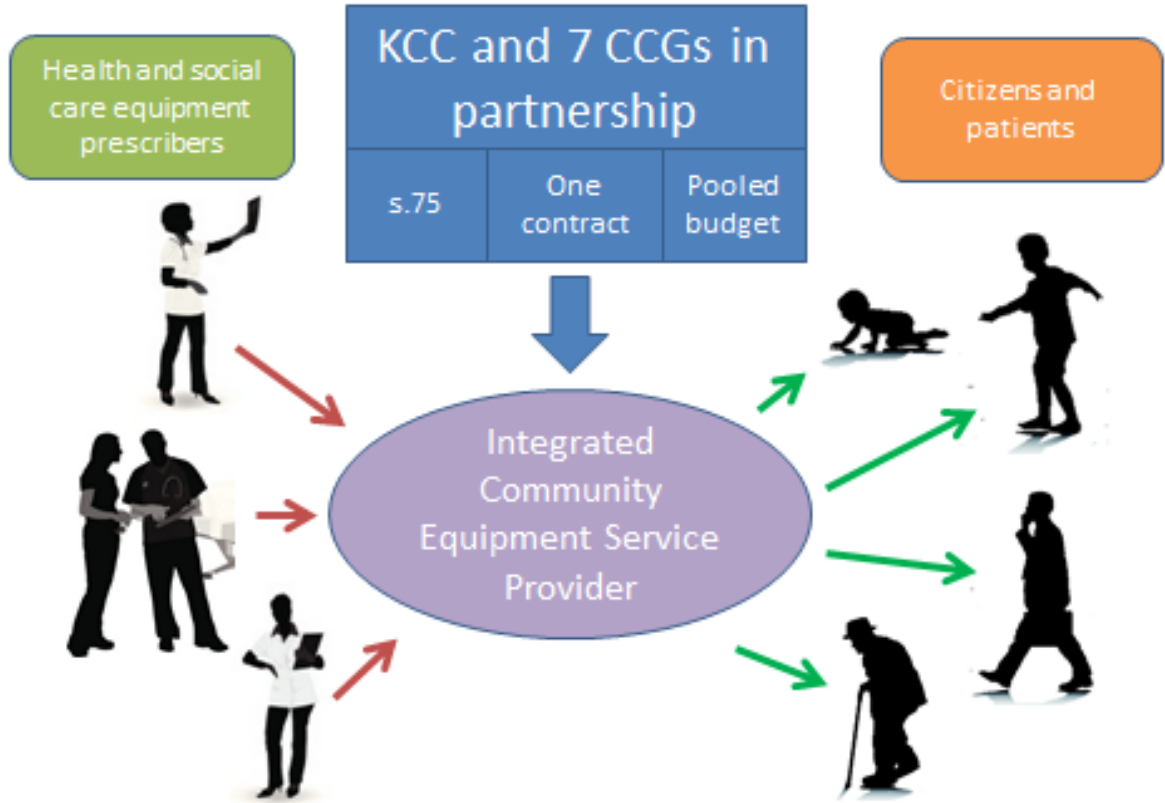 Health and social
care equipment
prescribers
KCC and 7 CCGs in
partnership
s.75
One
contract
Pooled
budget
Citizens and
patients
Integrated
Community
Equipment Service
Provider